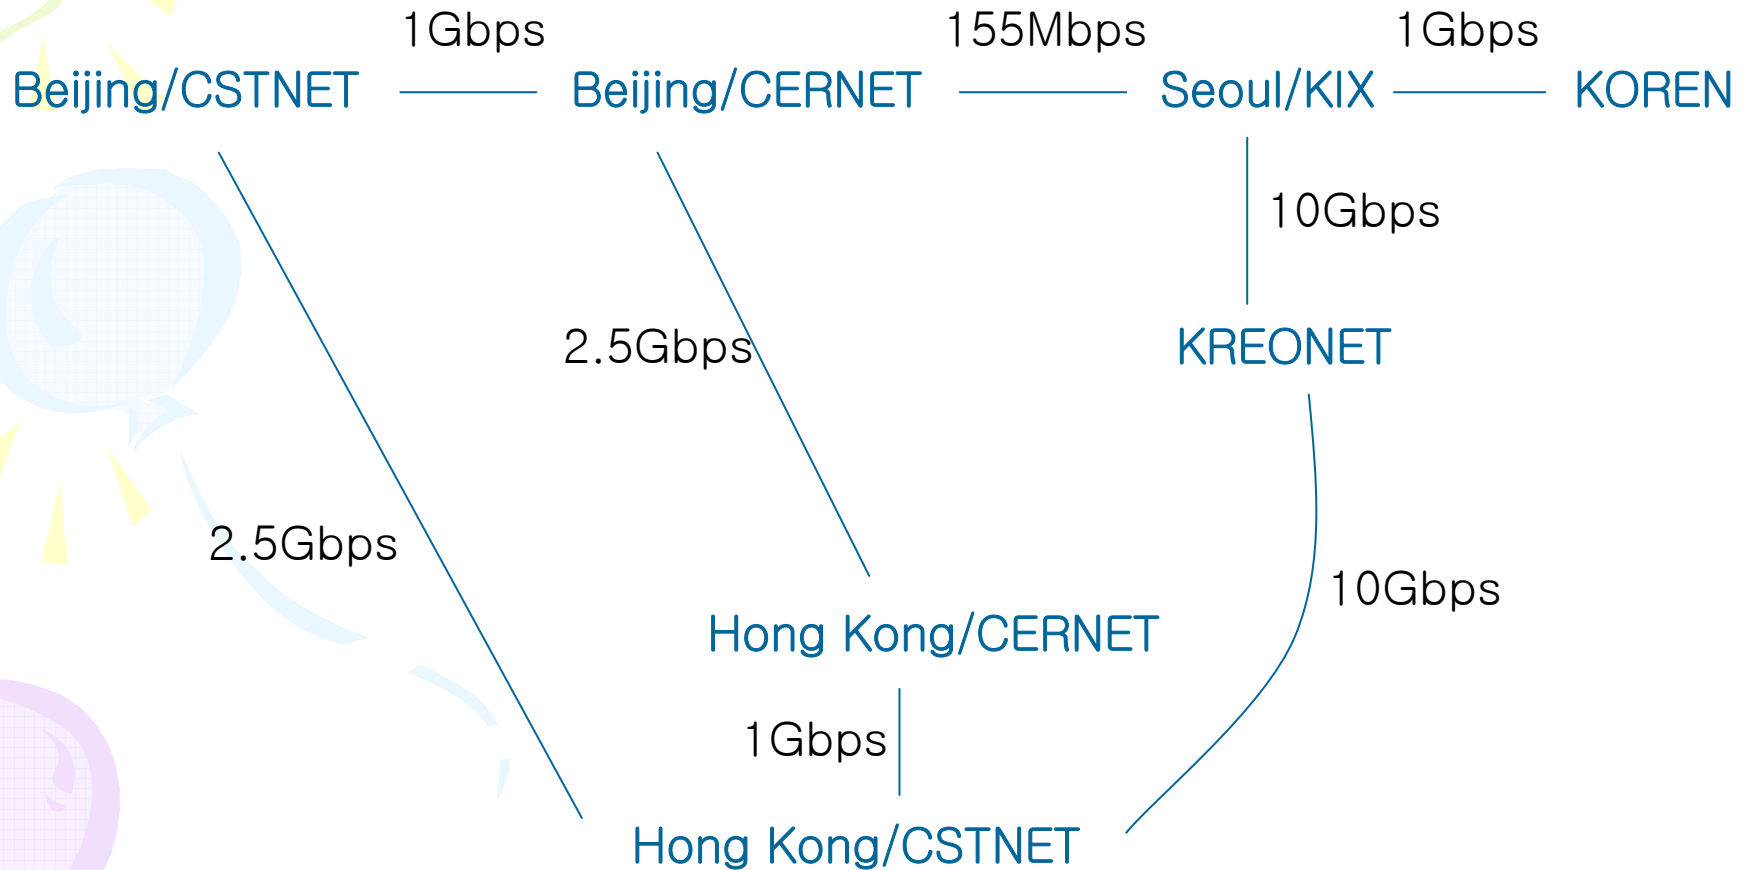 1Gbps 155Mbps 1Gbps
Beijing/CSTNET Beijing/CERNET Seoul/KIX KOREN
10Gbps
2.5Gbps KREONET
2.5Gbps
10Gbps
Hong Kong/CERNET
1Gbps
Hong Kong/CSTNET